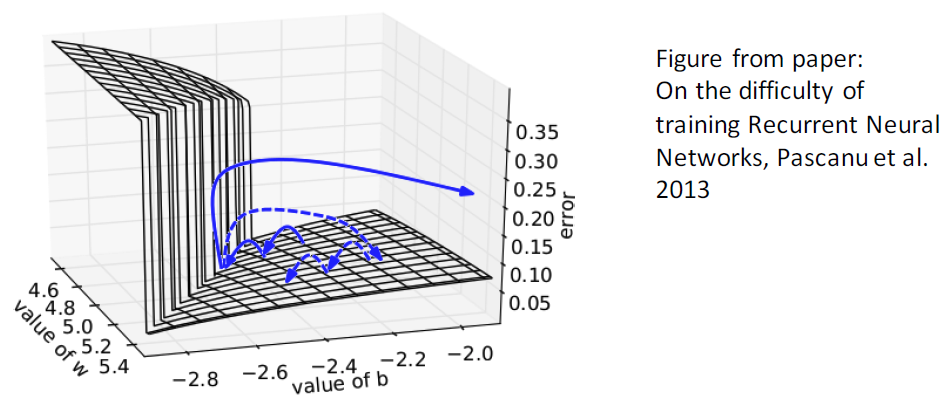 Figure from paper:
On the difficulty of
training Recurrent Neural
Networks, Pascanu et al.
2013
0.35
0.30
0.25
0.20
0.15
0.10
0.05
error
4.6
4.8
5.0
5.2
5.4
value of w
−2.8
−2.6
−2.4
−2.2
−2.0
value of b